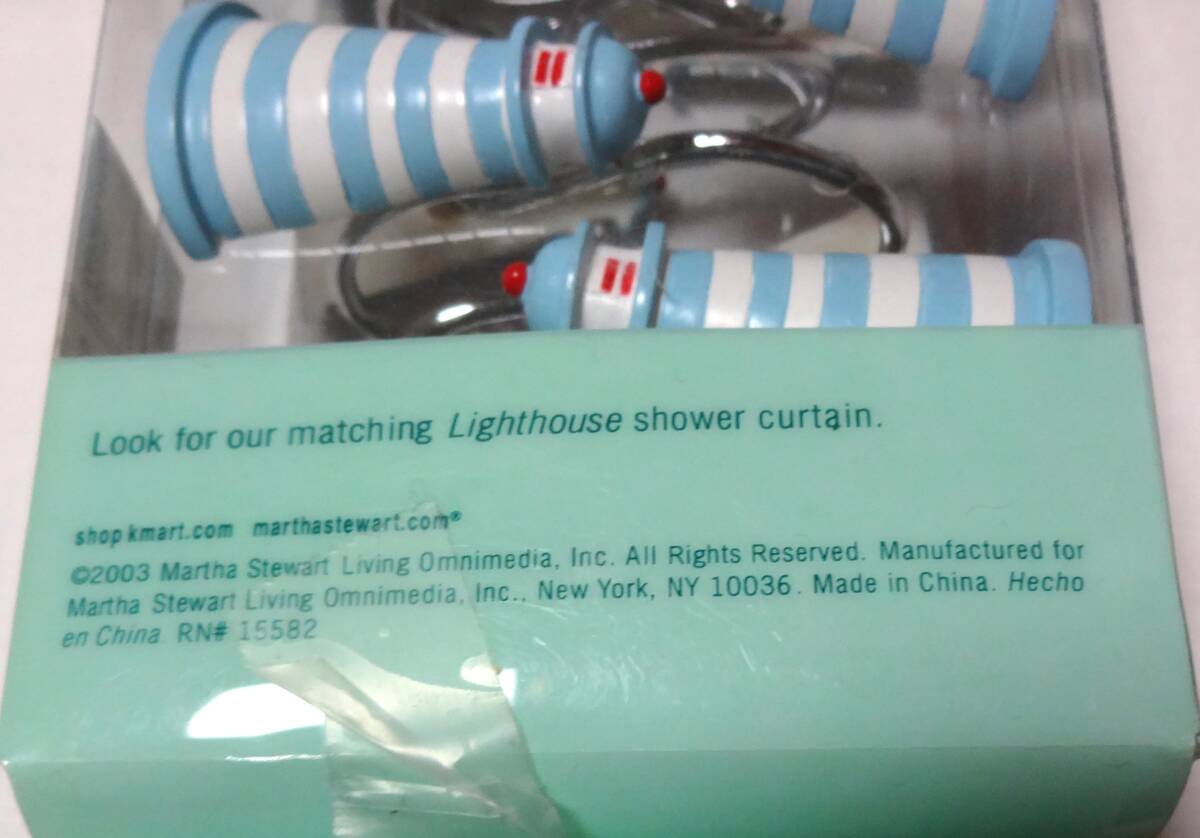 Look for our matching Lighthouse shower curtain.
shop kmart.com marthastewart.com®
©2003 Martha Stewart Living Omnimedia, Inc. All Rights Reserved. Manufactured for
Martha Stewart Living Omnimedia, Inc., New York, NY 10036. Made in China. Hecho
en China. RN# 15582